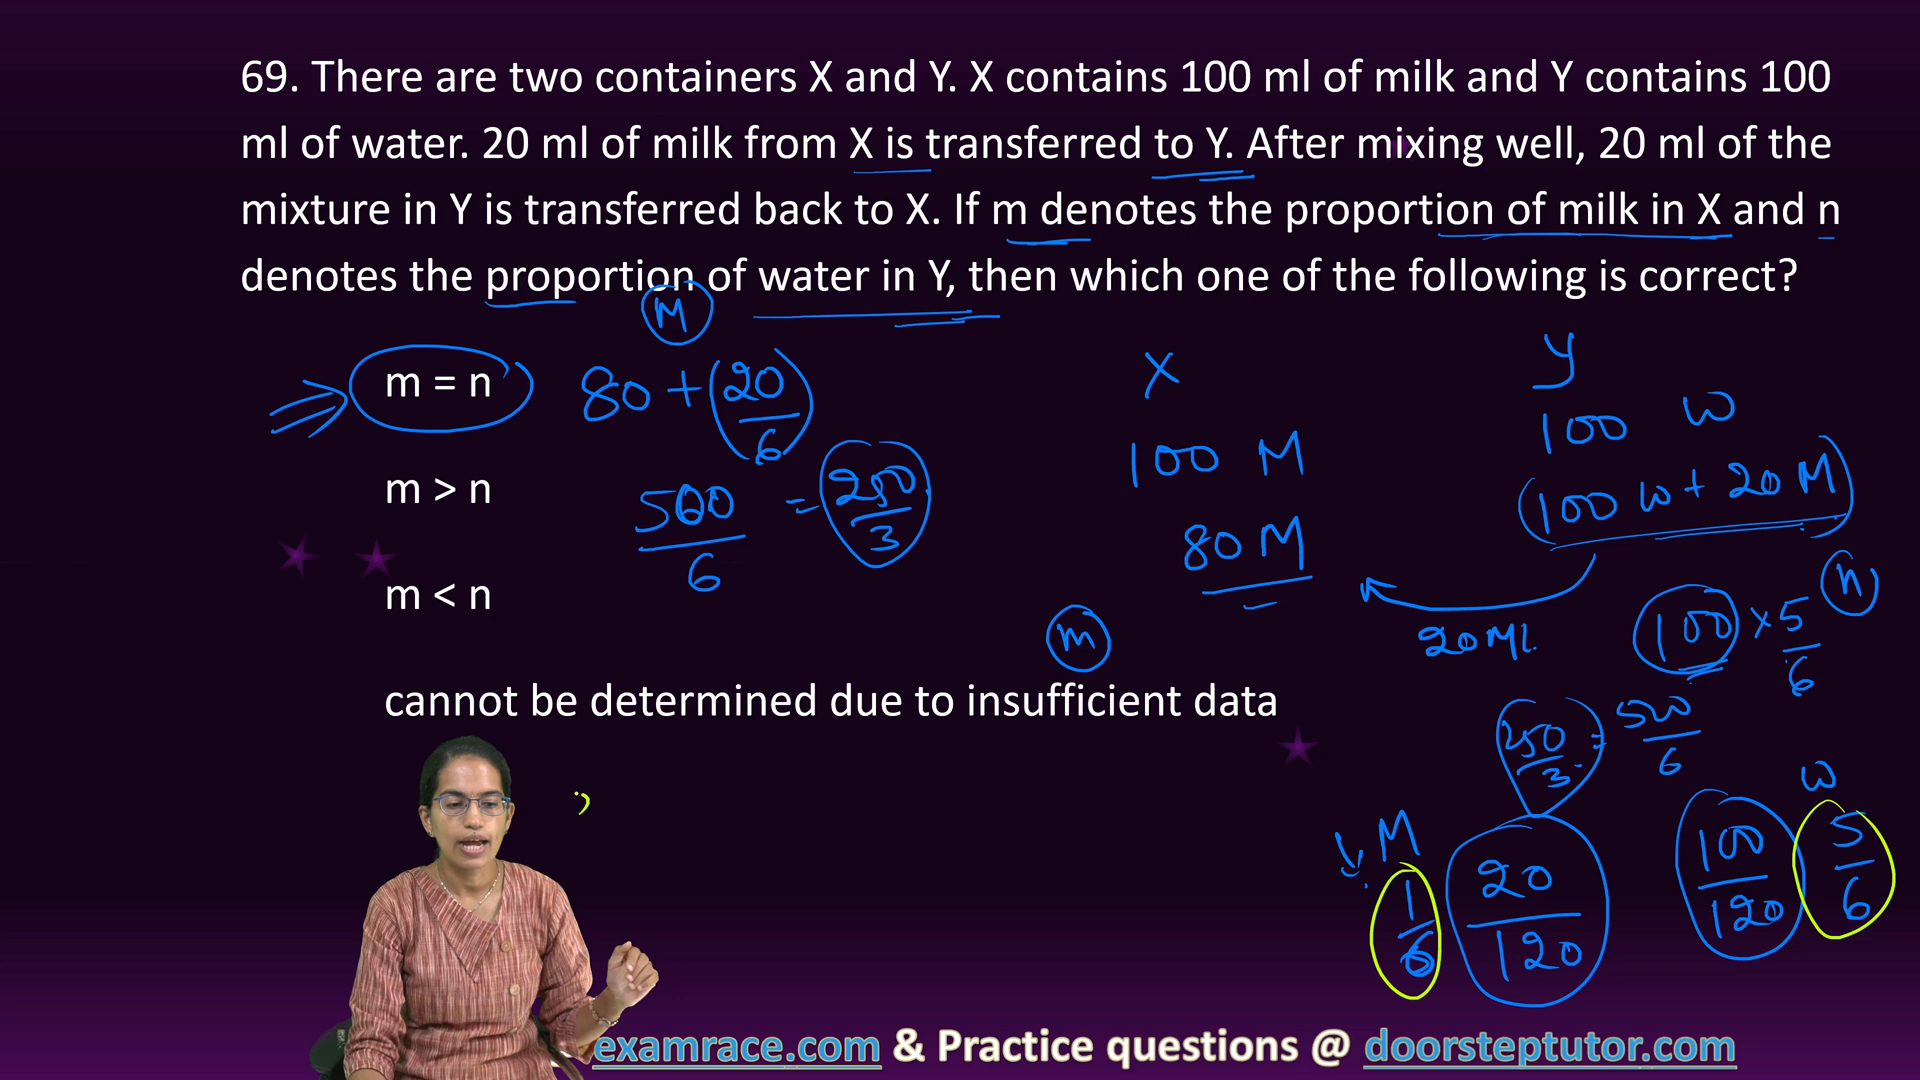 69. There are two containers X and Y. X contains 100 ml of milk and Y contains 100
ml of water. 20 ml of milk from X is transferred to Y. After mixing well, 20 ml of the
mixture in Y is transferred back to X. If m denotes the proportion of milk in X and n
denotes the proportion of water in Y, then which one of the following is correct?
M
m = n
80 + (20/6)
500/6 = 250/3
m > n
m < n
cannot be determined due to insufficient data
X
100 M
80 M
m
Y
100 W
(100 W + 20 M)
20 Ml.
n
100 × 5/6
250/3 = 500/6
M
1/6
20/120
W
100/120
5/6
examrace.com & Practice questions @ doorsteptutor.com